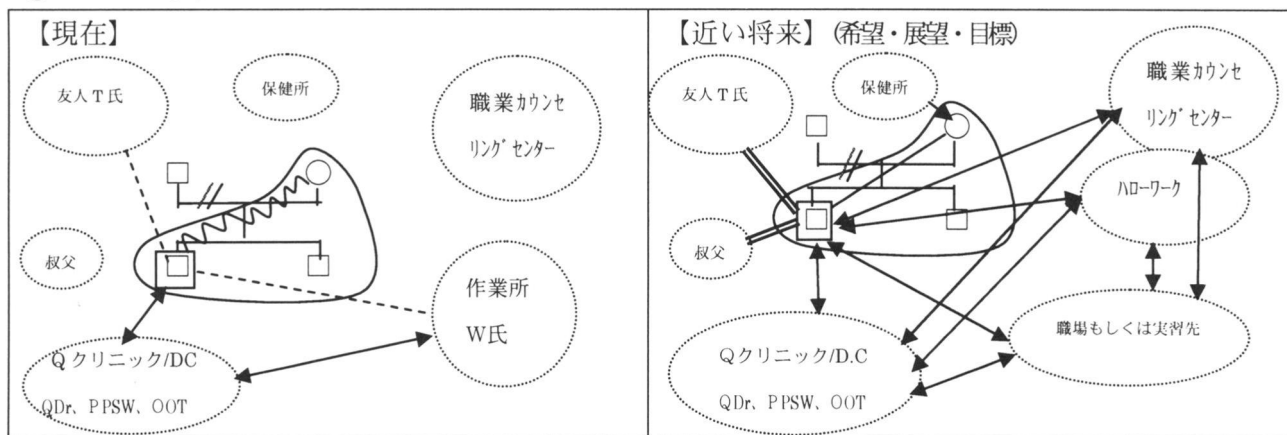 【現在】
友人T氏
保健所
職業カウンセ
リングセンター
叔父
作業所
W氏
Qクリニック/DC
QDr、PPSW、OOT
【近い将来】(希望・展望・目標)
友人T氏
保健所
職業カウンセ
リングセンター
ハローワーク
叔父
職場もしくは実習先
Qクリニック/D.C
QDr、PPSW、OOT